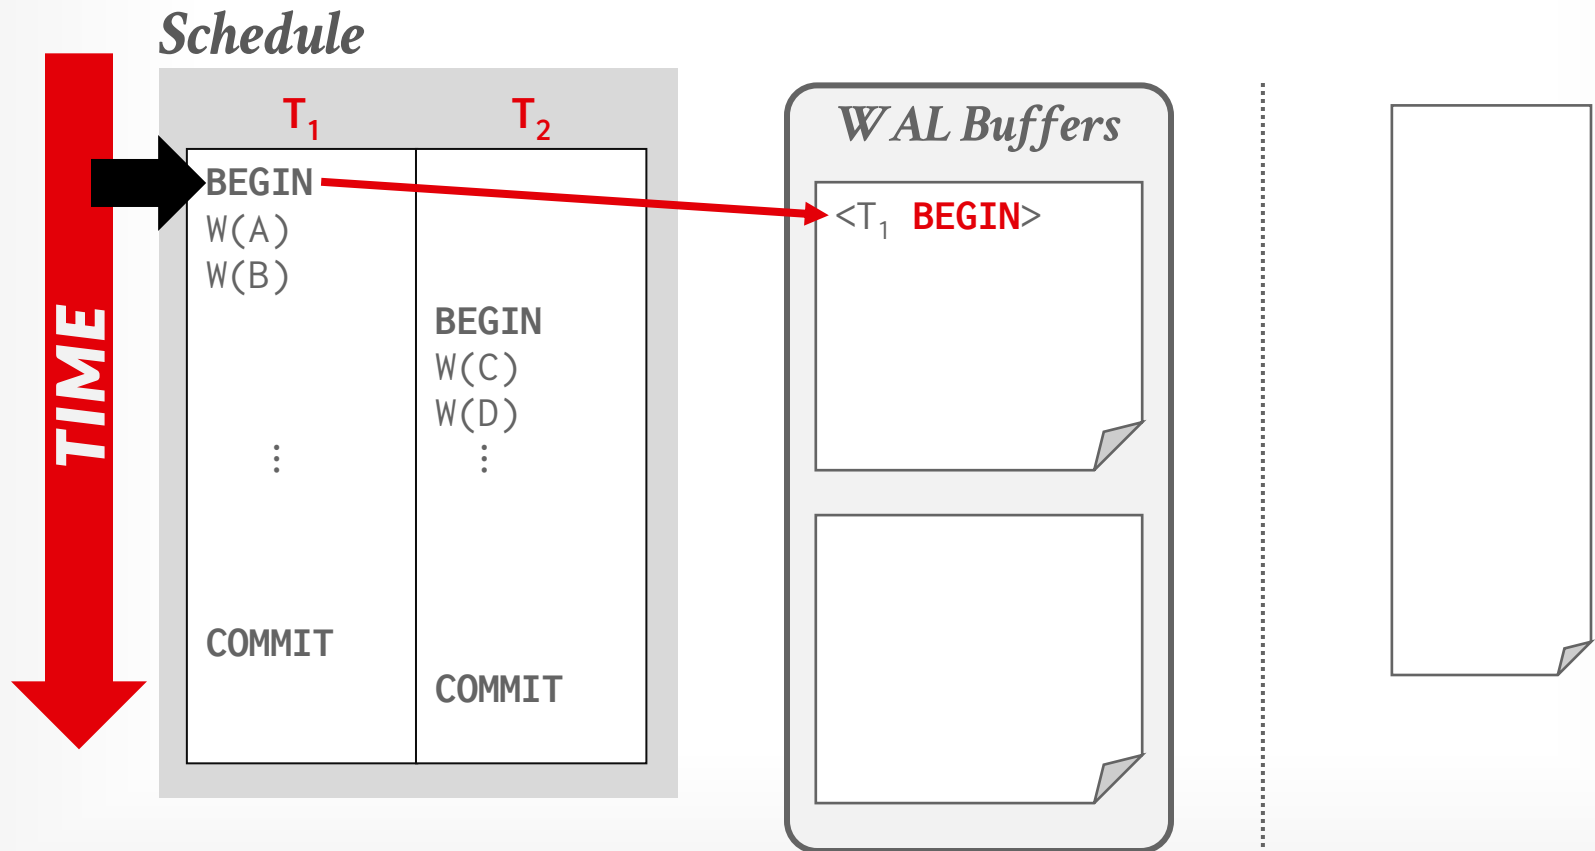 Schedule
TIME
T1 T2
BEGIN
W(A)
W(B)
BEGIN
W(C)
W(D)
⋮ ⋮
COMMIT
COMMIT
WAL Buffers
<T1 BEGIN>